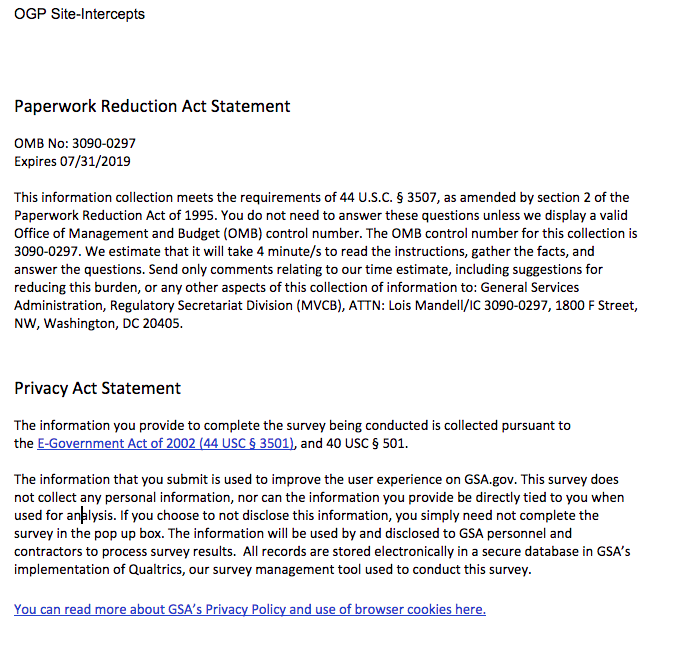 OGP Site-Intercepts
Paperwork Reduction Act Statement
OMB No: 3090-0297
Expires 07/31/2019
This information collection meets the requirements of 44 U.S.C. § 3507, as amended by section 2 of the
Paperwork Reduction Act of 1995. You do not need to answer these questions unless we display a valid
Office of Management and Budget (OMB) control number. The OMB control number for this collection is
3090-0297. We estimate that it will take 4 minute/s to read the instructions, gather the facts, and
answer the questions. Send only comments relating to our time estimate, including suggestions for
reducing this burden, or any other aspects of this collection of information to: General Services
Administration, Regulatory Secretariat Division (MVCB), ATTN: Lois Mandell/IC 3090-0297, 1800 F Street,
NW, Washington, DC 20405.
Privacy Act Statement
The information you provide to complete the survey being conducted is collected pursuant to
the E-Government Act of 2002 (44 USC § 3501), and 40 USC § 501.
The information that you submit is used to improve the user experience on GSA.gov. This survey does
not collect any personal information, nor can the information you provide be directly tied to you when
used for analysis. If you choose to not disclose this information, you simply need not complete the
survey in the pop up box. The information will be used by and disclosed to GSA personnel and
contractors to process survey results.  All records are stored electronically in a secure database in GSA's
implementation of Qualtrics, our survey management tool used to conduct this survey.
You can read more about GSA's Privacy Policy and use of browser cookies here.